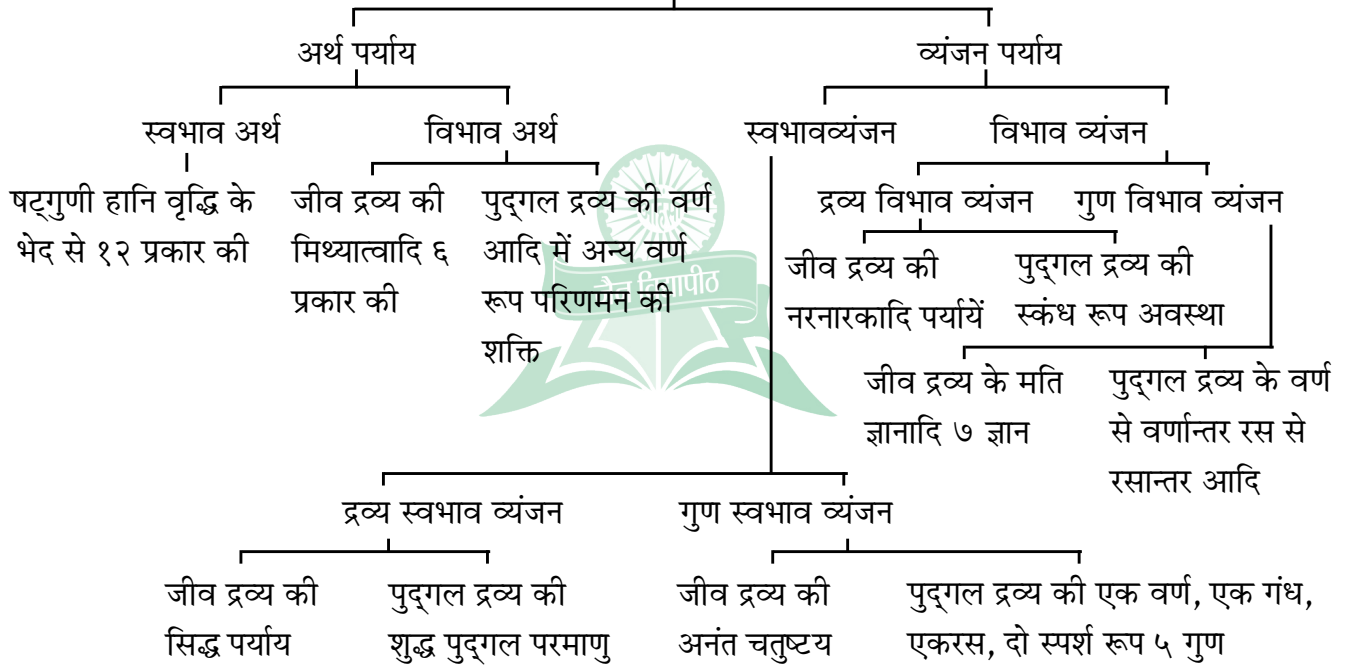 अर्थ पर्याय
व्यंजन पर्याय
स्वभाव अर्थ
विभाव अर्थ
स्वभावव्यंजन
विभाव व्यंजन
षट्गुणी हानि वृद्धि के
भेद से १२ प्रकार की
जीव द्रव्य की
मिथ्यात्वादि ६
प्रकार की
पुद्गल द्रव्य की वर्ण
आदि में अन्य वर्ण
रूप परिणमन की
शक्ति
द्रव्य विभाव व्यंजन
गुण विभाव व्यंजन
जीव द्रव्य की
नरनारकादि पर्यायें
पुद्गल द्रव्य की
स्कंध रूप अवस्था
जीव द्रव्य के मति
ज्ञानादि ७ ज्ञान
पुद्गल द्रव्य के वर्ण
से वर्णान्तर रस से
रसान्तर आदि
द्रव्य स्वभाव व्यंजन
गुण स्वभाव व्यंजन
जीव द्रव्य की
सिद्ध पर्याय
पुद्गल द्रव्य की
शुद्ध पुद्गल परमाणु
जीव द्रव्य की
अनंत चतुष्टय
पुद्गल द्रव्य की एक वर्ण, एक गंध,
एकरस, दो स्पर्श रूप ५ गुण
जैन विद्यापीठ